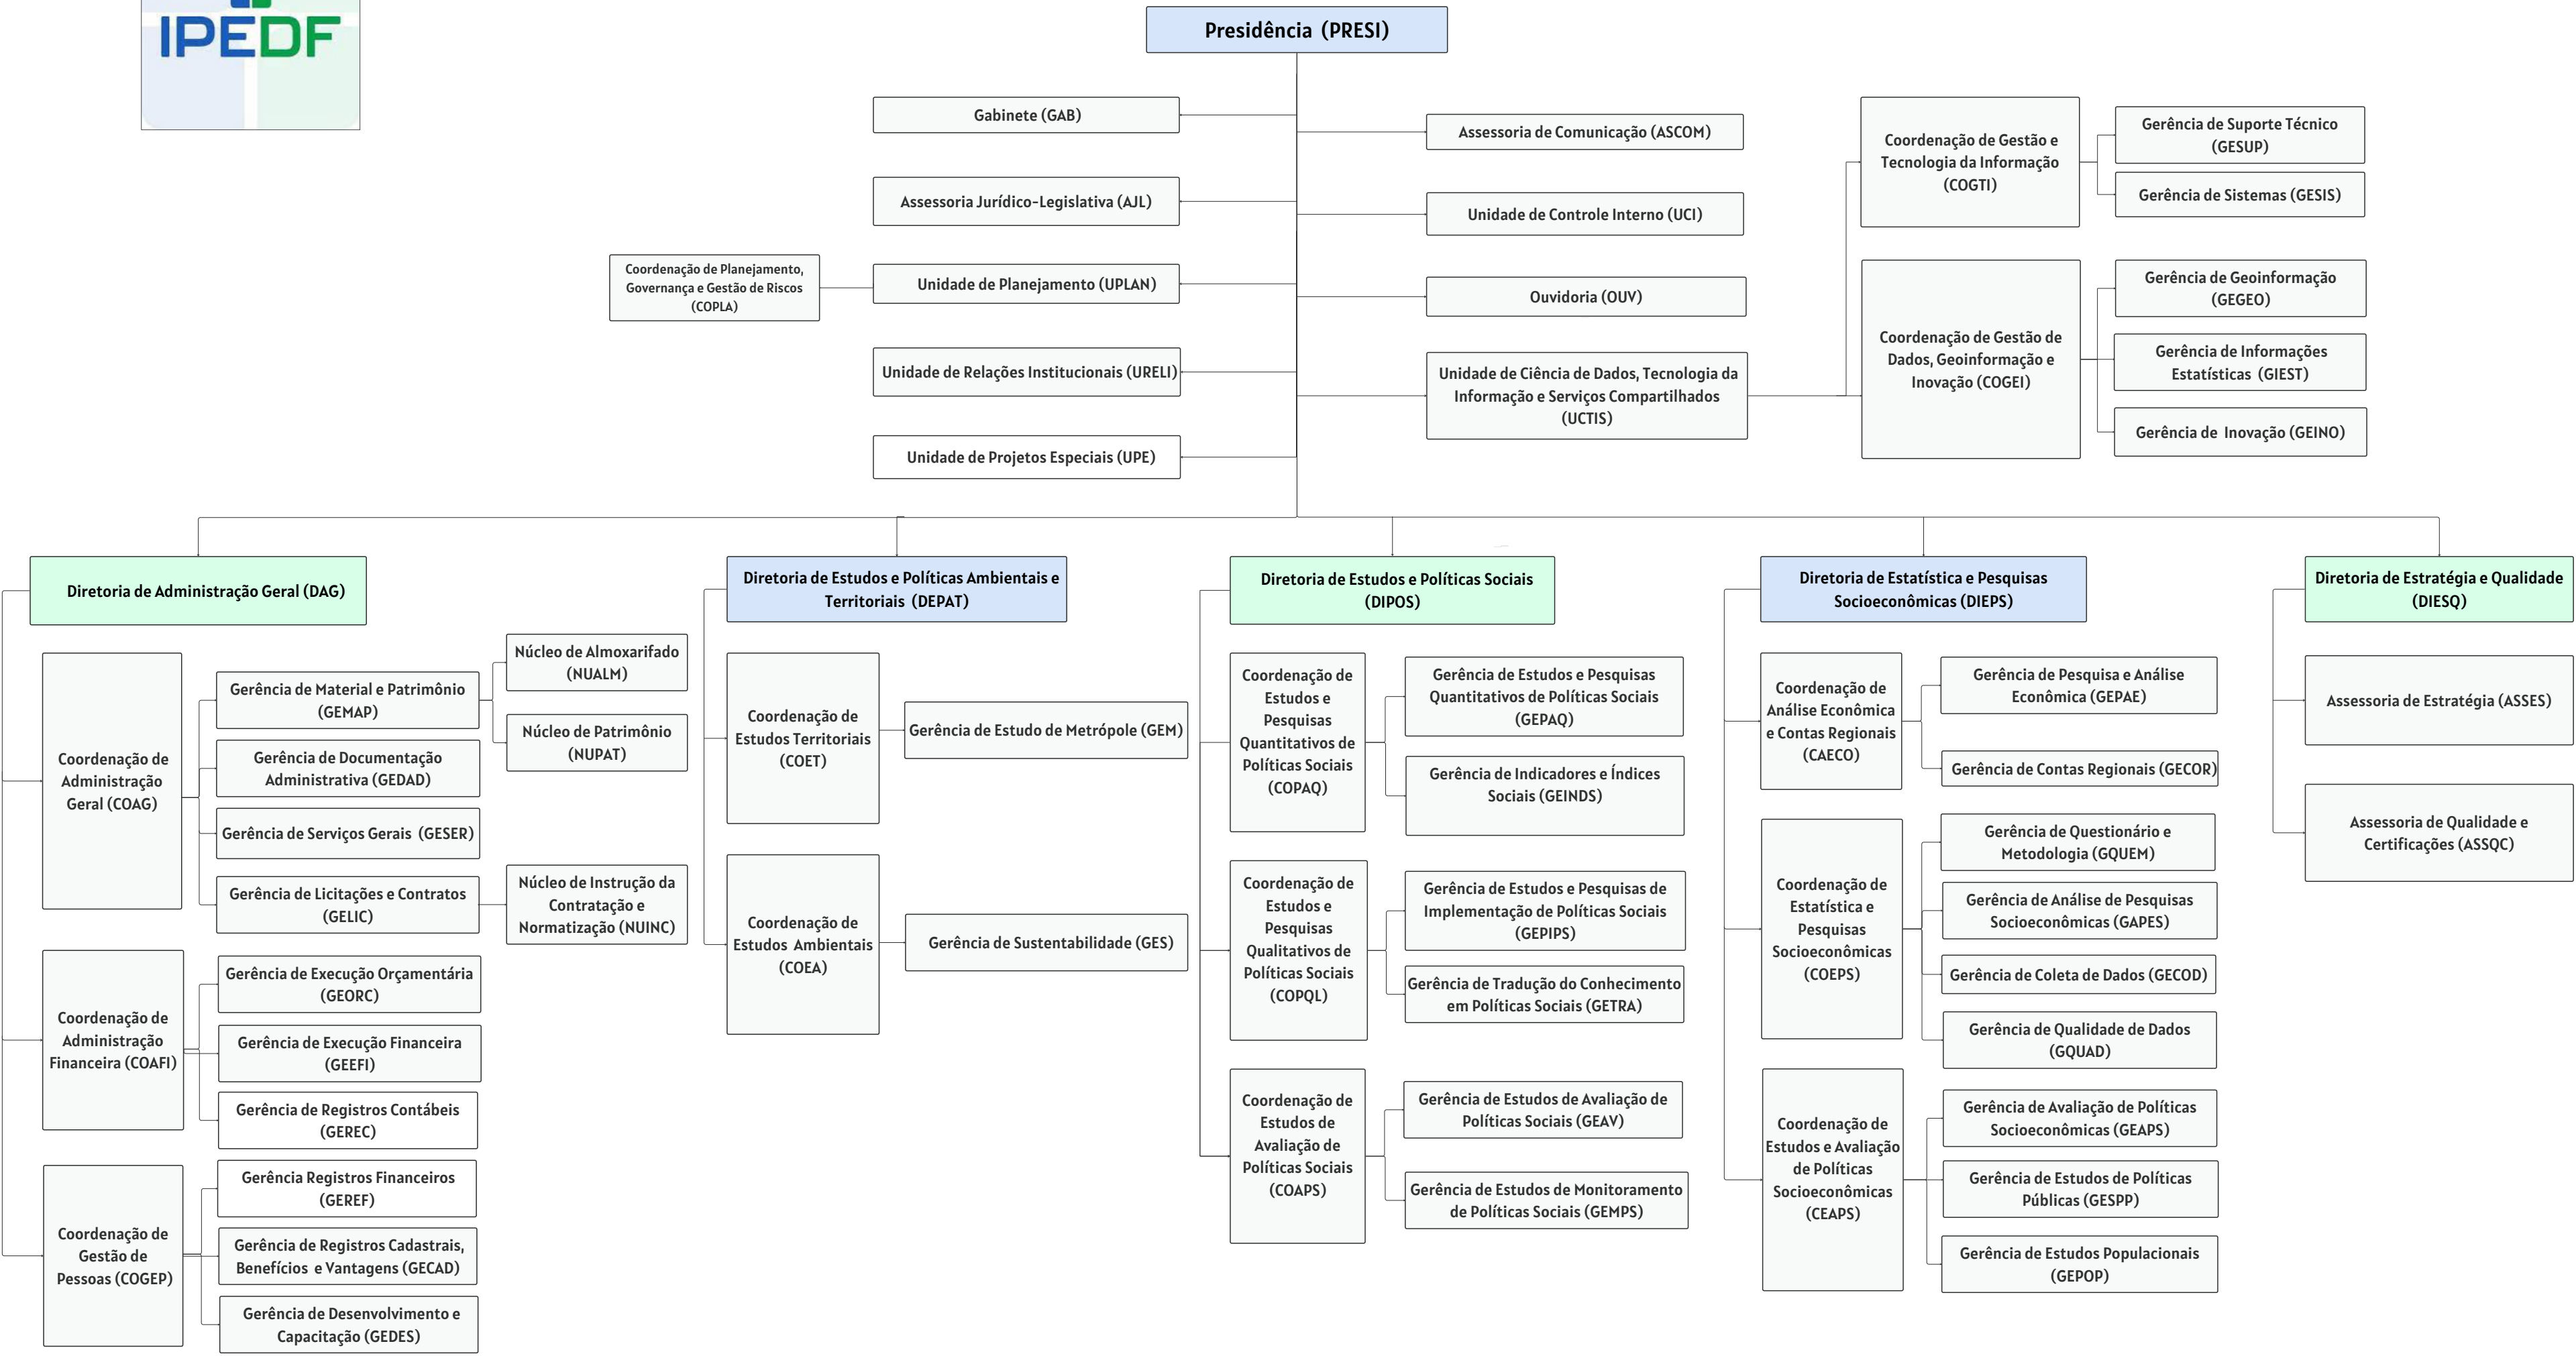 IPEDF
Presidência (PRESI)
Gabinete (GAB)
Assessoria Jurídico-Legislativa (AJL)
Coordenação de Planejamento,
Governança e Gestão de Riscos
(COPLA)
Unidade de Planejamento (UPLAN)
Unidade de Relações Institucionais (URELI)
Unidade de Projetos Especiais (UPE)
Assessoria de Comunicação (ASCOM)
Unidade de Controle Interno (UCI)
Ouvidoria (OUV)
Unidade de Ciência de Dados, Tecnologia da
Informação e Serviços Compartilhados
(UCTIS)
Coordenação de Gestão e
Tecnologia da Informação
(COGTI)
Gerência de Suporte Técnico
(GESUP)
Gerência de Sistemas (GESIS)
Coordenação de Gestão de
Dados, Geoinformação e
Inovação (COGEI)
Gerência de Geoinformação
(GEGEO)
Gerência de Informações
Estatísticas (GIEST)
Gerência de Inovação (GEINO)
Diretoria de Administração Geral (DAG)
Coordenação de
Administração
Geral (COAG)
Gerência de Material e Patrimônio
(GEMAP)
Núcleo de Almoxarifado
(NUALM)
Núcleo de Patrimônio
(NUPAT)
Gerência de Documentação
Administrativa (GEDAD)
Gerência de Serviços Gerais (GESER)
Gerência de Licitações e Contratos
(GELIC)
Núcleo de Instrução da
Contratação e
Normatização (NUINC)
Coordenação de
Administração
Financeira (COAFI)
Gerência de Execução Orçamentária
(GEORC)
Gerência de Execução Financeira
(GEEFI)
Gerência de Registros Contábeis
(GEREC)
Coordenação de
Gestão de
Pessoas (COGEP)
Gerência Registros Financeiros
(GEREF)
Gerência de Registros Cadastrais,
Benefícios e Vantagens (GECAD)
Gerência de Desenvolvimento e
Capacitação (GEDES)
Diretoria de Estudos e Políticas Ambientais e
Territoriais (DEPAT)
Coordenação de
Estudos Territoriais
(COET)
Gerência de Estudo de Metrópole (GEM)
Coordenação de
Estudos Ambientais
(COEA)
Gerência de Sustentabilidade (GES)
Diretoria de Estudos e Políticas Sociais
(DIPOS)
Coordenação de
Estudos e
Pesquisas
Quantitativos de
Políticas Sociais
(COPAQ)
Gerência de Estudos e Pesquisas
Quantitativos de Políticas Sociais
(GEPAQ)
Gerência de Indicadores e Índices
Sociais (GEINDS)
Coordenação de
Estudos e
Pesquisas
Qualitativos de
Políticas Sociais
(COPQL)
Gerência de Estudos e Pesquisas de
Implementação de Políticas Sociais
(GEPIPS)
Gerência de Tradução do Conhecimento
em Políticas Sociais (GETRA)
Coordenação de
Estudos de
Avaliação de
Políticas Sociais
(COAPS)
Gerência de Estudos de Avaliação de
Políticas Sociais (GEAV)
Gerência de Estudos de Monitoramento
de Políticas Sociais (GEMPS)
Diretoria de Estatística e Pesquisas
Socioeconômicas (DIEPS)
Coordenação de
Análise Econômica
e Contas Regionais
(CAECO)
Gerência de Pesquisa e Análise
Econômica (GEPAE)
Gerência de Contas Regionais (GECOR)
Coordenação de
Estatística e
Pesquisas
Socioeconômicas
(COEPS)
Gerência de Questionário e
Metodologia (GQUEM)
Gerência de Análise de Pesquisas
Socioeconômicas (GAPES)
Gerência de Coleta de Dados (GECOD)
Gerência de Qualidade de Dados
(GQUAD)
Coordenação de
Estudos e Avaliação
de Políticas
Socioeconômicas
(CEAPS)
Gerência de Avaliação de Políticas
Socioeconômicas (GEAPS)
Gerência de Estudos de Políticas
Públicas (GESPP)
Gerência de Estudos Populacionais
(GEPOP)
Diretoria de Estratégia e Qualidade
(DIESQ)
Assessoria de Estratégia (ASSES)
Assessoria de Qualidade e
Certificações (ASSQC)